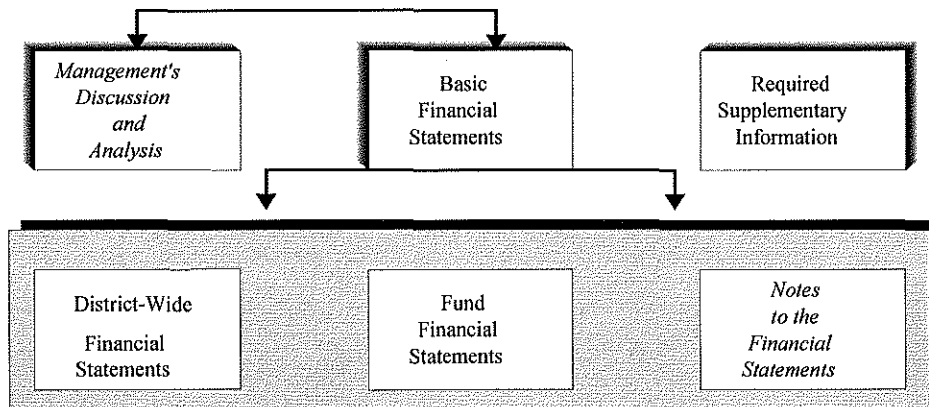 Management's
Discussion
and
Analysis
Basic
Financial
Statements
Required
Supplementary
Information
District-Wide
Financial
Statements
Fund
Financial
Statements
Notes
to the
Financial
Statements